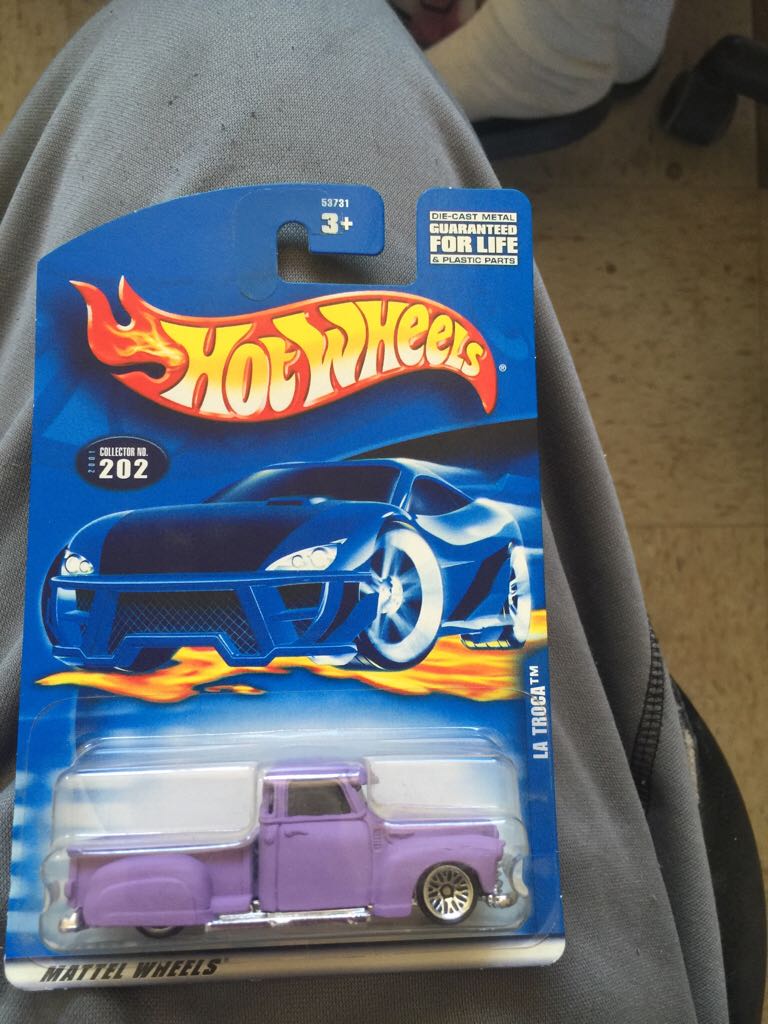 53731
3+
DIE-CAST METAL
GUARANTEED
FOR LIFE
& PLASTIC PARTS
HOT WHEELS®
2001
COLLECTOR NO.
202
LA TROCA™
MATTEL WHEELS®